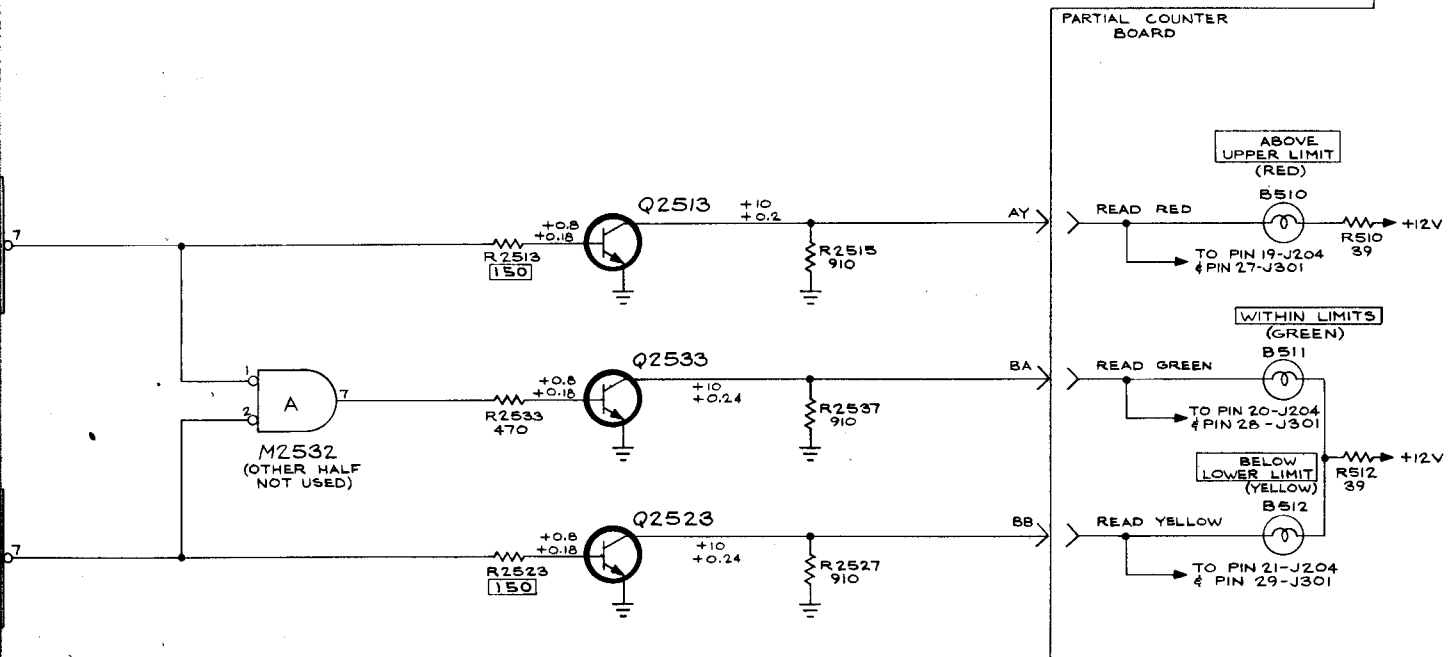 PARTIAL COUNTER
BOARD
ABOVE
UPPER LIMIT
(RED)
B510
7
+0.8
+0.18
R2513
150
Q2513
+10
+0.2
R2515
910
AY
READ RED
R510
39
+12V
TO PIN 19-J204
& PIN 27-J301
WITHIN LIMITS
(GREEN)
B511
1
2
A
7
M2532
(OTHER HALF
NOT USED)
+0.8
+0.18
R2533
470
Q2533
+10
+0.24
R2537
910
BA
READ GREEN
TO PIN 20-J204
& PIN 28-J301
R512
39
+12V
BELOW
LOWER LIMIT
(YELLOW)
B512
7
+0.8
+0.18
R2523
150
Q2523
+10
+0.24
R2527
910
BB
READ YELLOW
TO PIN 21-J204
& PIN 29-J301